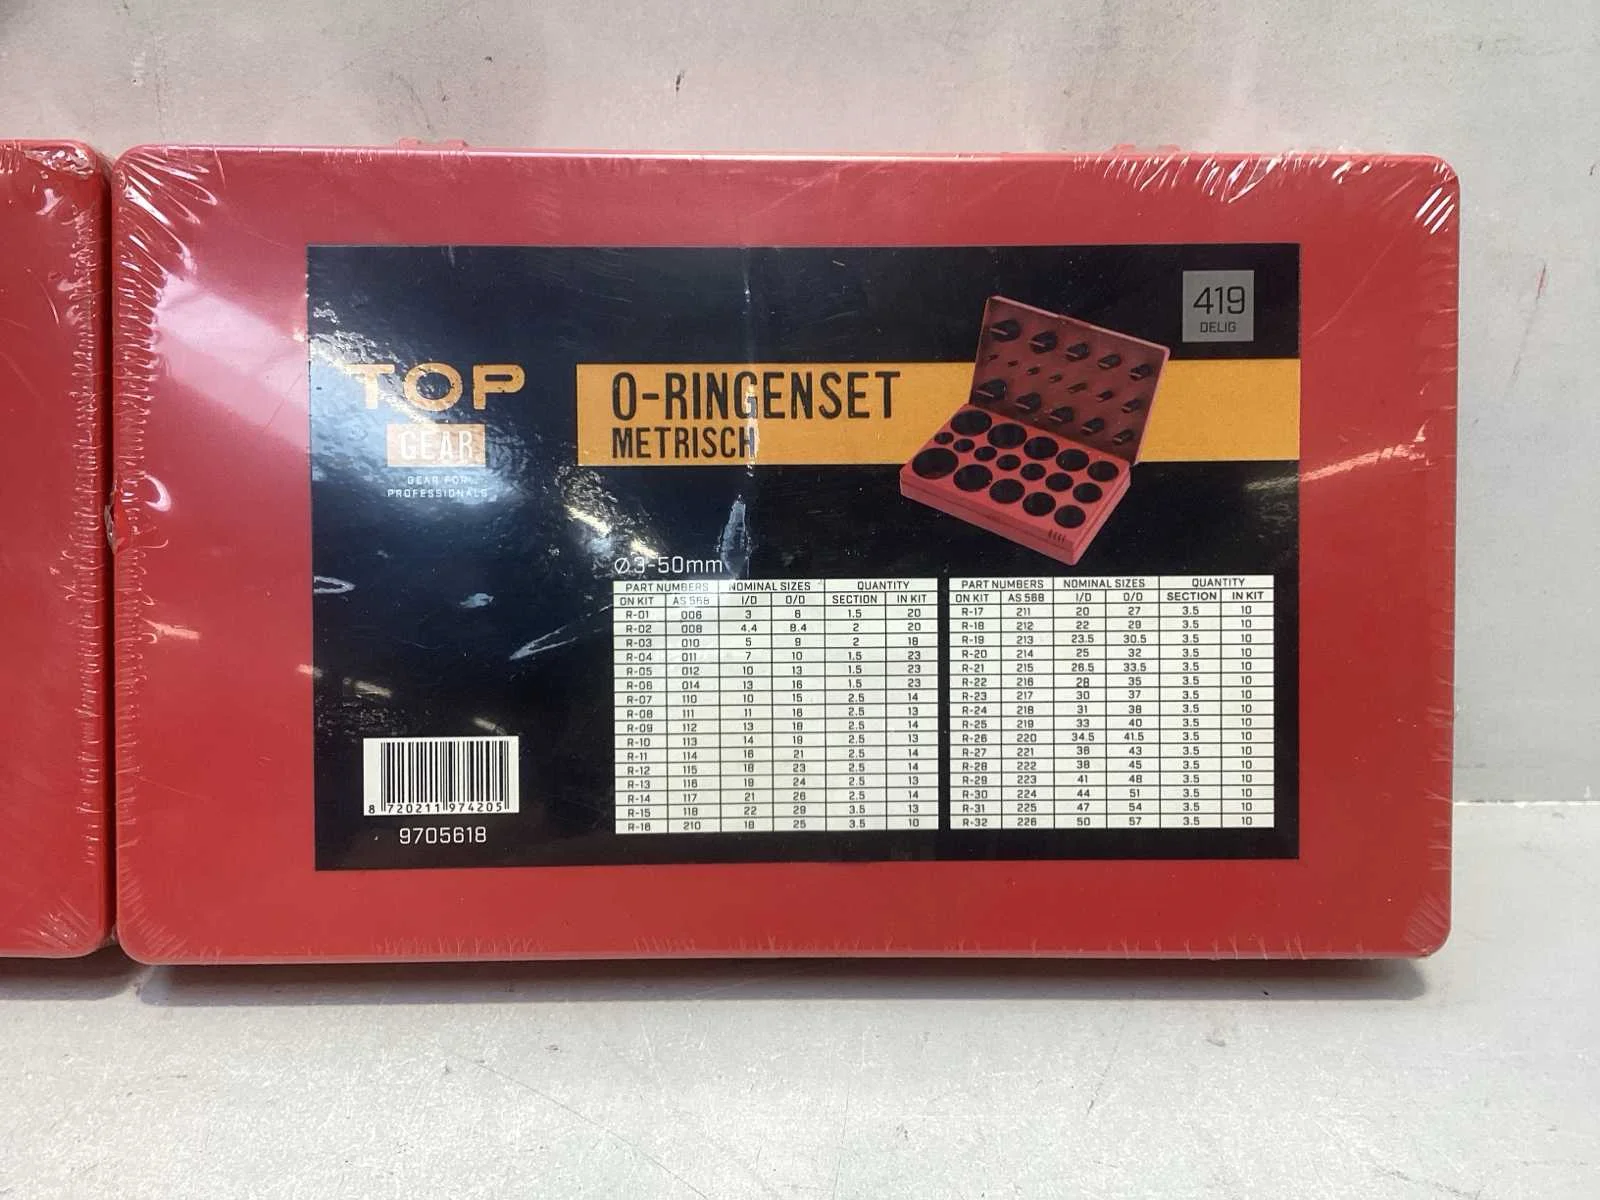 419
DELIG
TOP
GEAR
GEAR FOR
PROFESSIONALS
O-RINGENSET
METRISCH
Ø3-50mm
PART NUMBERS NOMINAL SIZES QUANTITY
ON KIT AS 568 I/D O/D SECTION IN KIT
R-01 006 3 6 1.5 20
R-02 008 4.4 8.4 2 20
R-03 010 5 9 2 18
R-04 011 7 10 1.5 23
R-05 012 10 13 1.5 23
R-06 014 13 16 1.5 23
R-07 110 10 15 2.5 14
R-08 111 11 16 2.5 13
R-09 112 13 18 2.5 14
R-10 113 14 19 2.5 13
R-11 114 16 21 2.5 14
R-12 115 18 23 2.5 14
R-13 116 19 24 2.5 13
R-14 117 21 26 2.5 14
R-15 118 22 29 3.5 13
R-16 210 18 25 3.5 10
PART NUMBERS NOMINAL SIZES QUANTITY
ON KIT AS 568 I/D O/D SECTION IN KIT
R-17 211 20 27 3.5 10
R-18 212 22 29 3.5 10
R-19 213 23.5 30.5 3.5 10
R-20 214 25 32 3.5 10
R-21 215 26.5 33.5 3.5 10
R-22 216 28 35 3.5 10
R-23 217 30 37 3.5 10
R-24 218 31 38 3.5 10
R-25 219 33 40 3.5 10
R-26 220 34.5 41.5 3.5 10
R-27 221 36 43 3.5 10
R-28 222 38 45 3.5 10
R-29 223 41 48 3.5 10
R-30 224 44 51 3.5 10
R-31 225 47 54 3.5 10
R-32 226 50 57 3.5 10
8 720211 974205
9705618